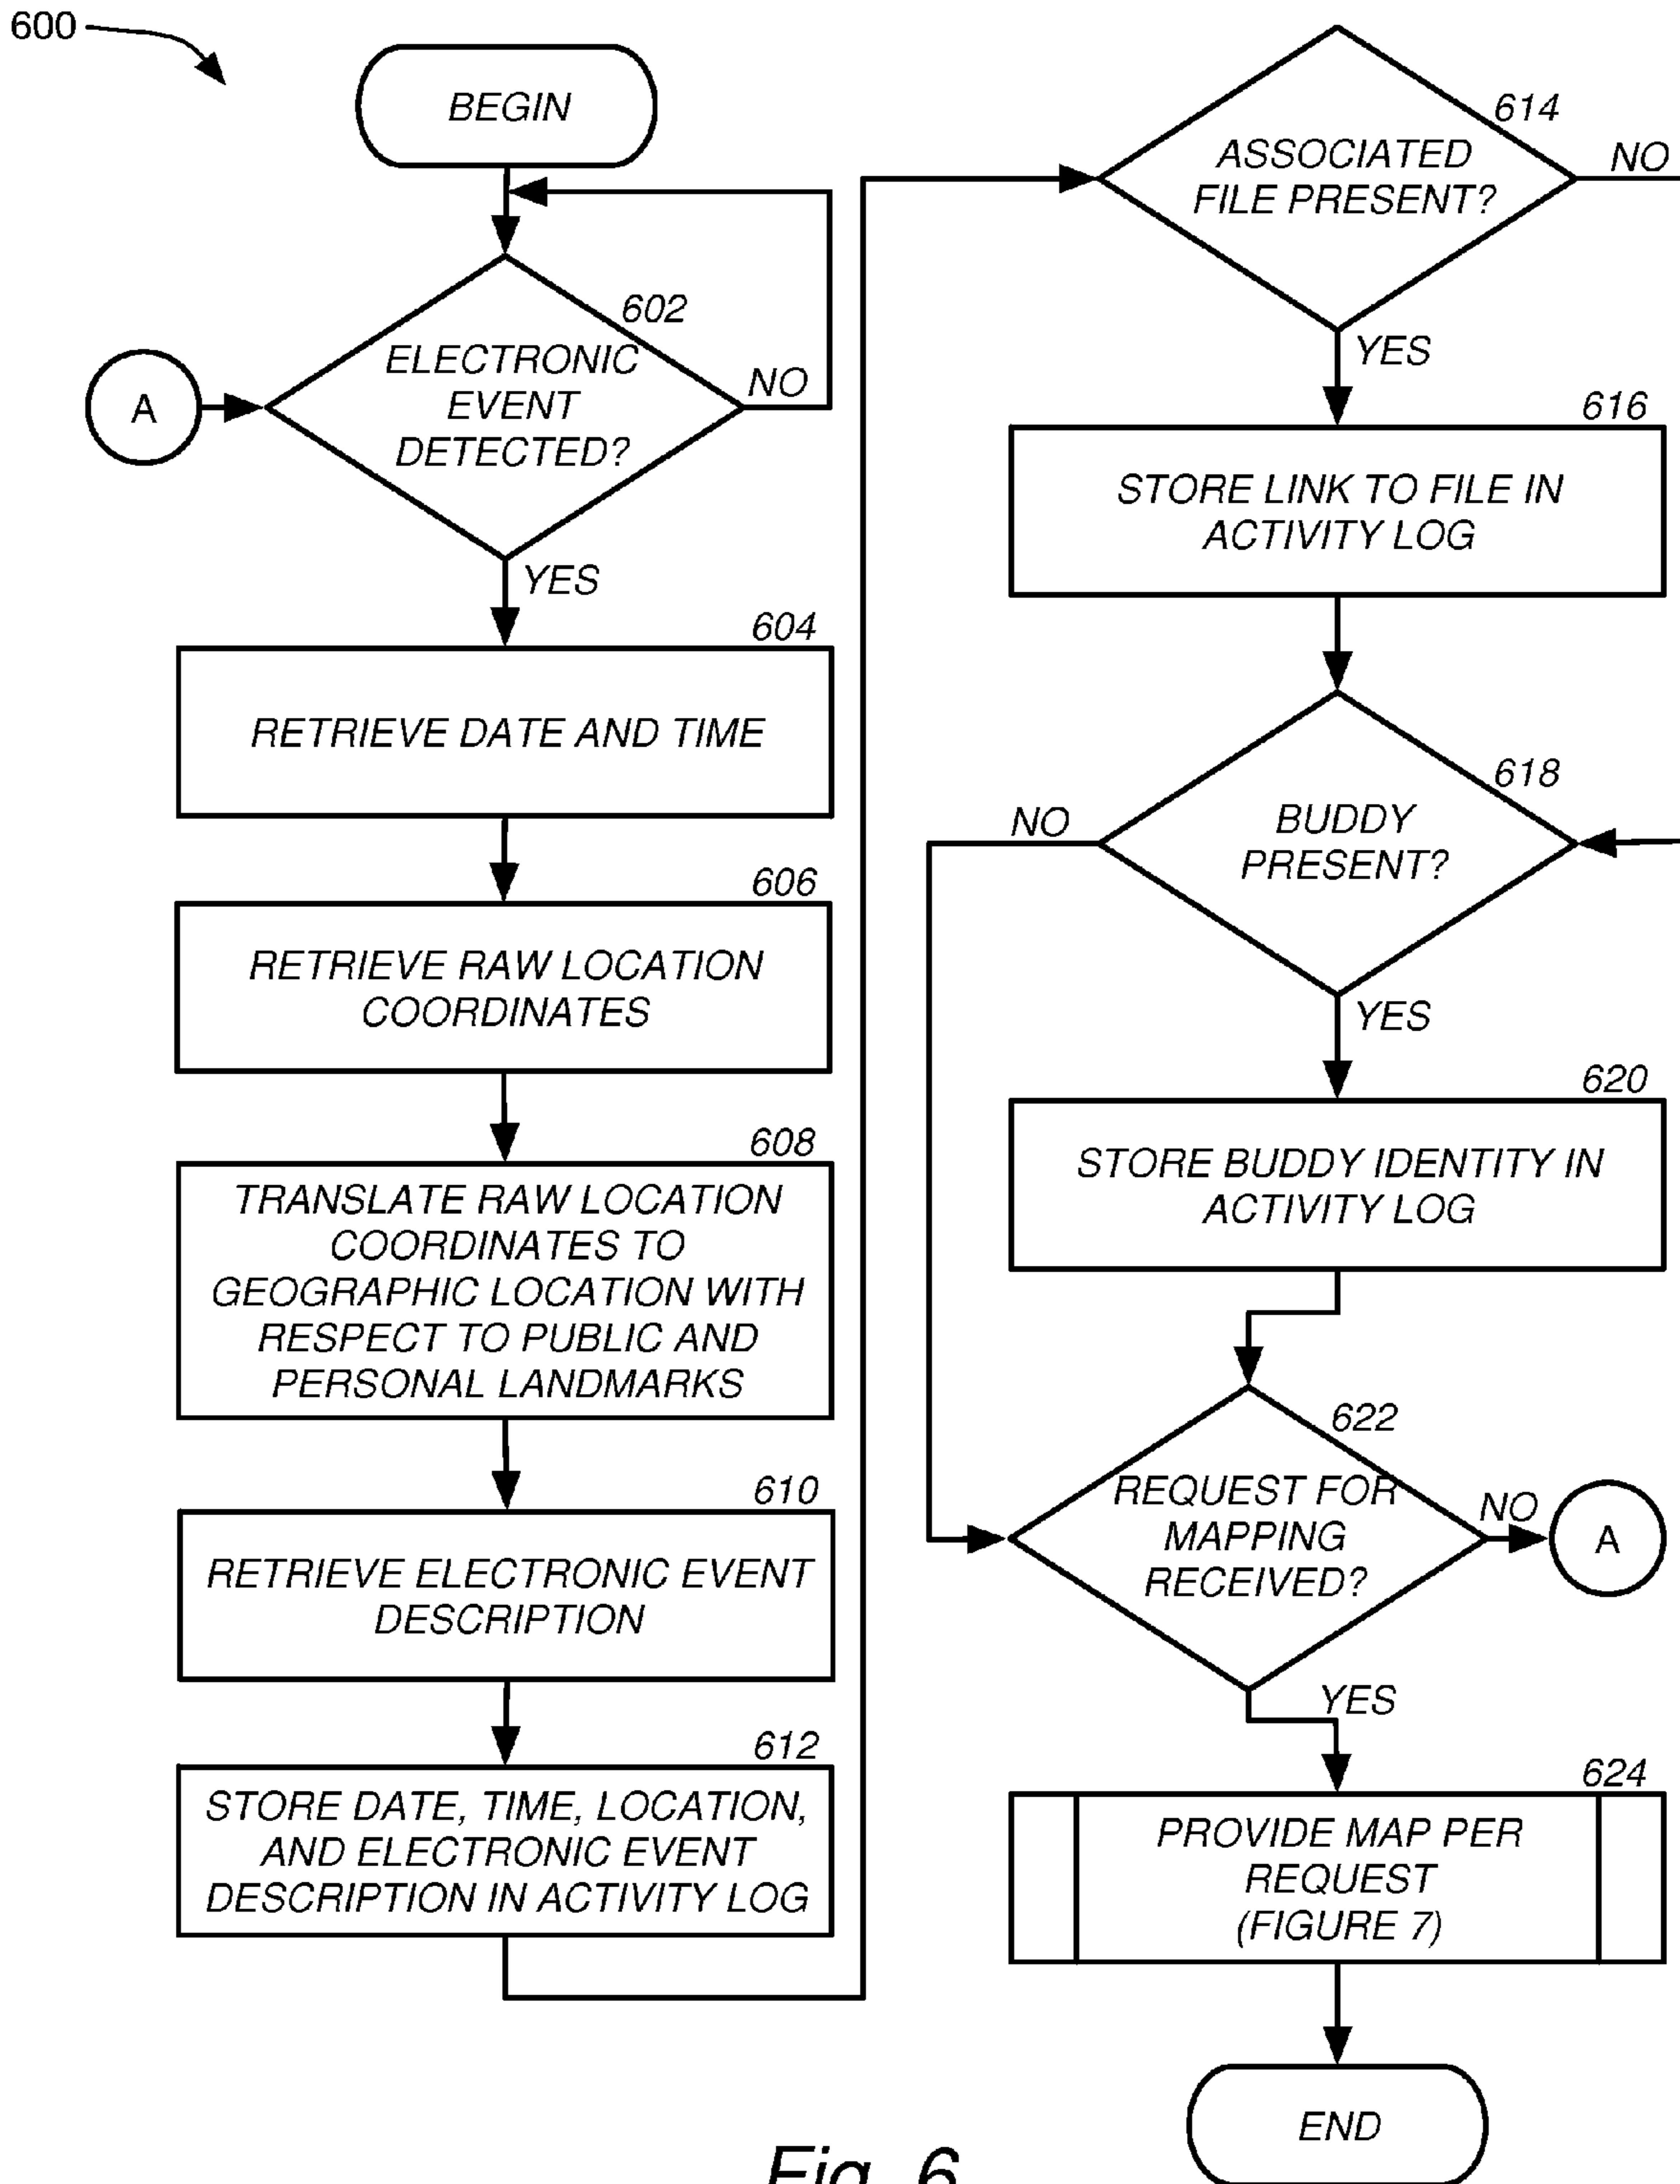 600
BEGIN
602
ELECTRONIC
EVENT
DETECTED?
A
NO
YES
604
RETRIEVE DATE AND TIME
606
RETRIEVE RAW LOCATION
COORDINATES
608
TRANSLATE RAW LOCATION
COORDINATES TO
GEOGRAPHIC LOCATION WITH
RESPECT TO PUBLIC AND
PERSONAL LANDMARKS
610
RETRIEVE ELECTRONIC EVENT
DESCRIPTION
612
STORE DATE, TIME, LOCATION,
AND ELECTRONIC EVENT
DESCRIPTION IN ACTIVITY LOG
614
ASSOCIATED
FILE PRESENT?
NO
YES
616
STORE LINK TO FILE IN
ACTIVITY LOG
618
BUDDY
PRESENT?
NO
YES
620
STORE BUDDY IDENTITY IN
ACTIVITY LOG
622
REQUEST FOR
MAPPING
RECEIVED?
NO
A
YES
624
PROVIDE MAP PER
REQUEST
(FIGURE 7)
END
Fig. 6